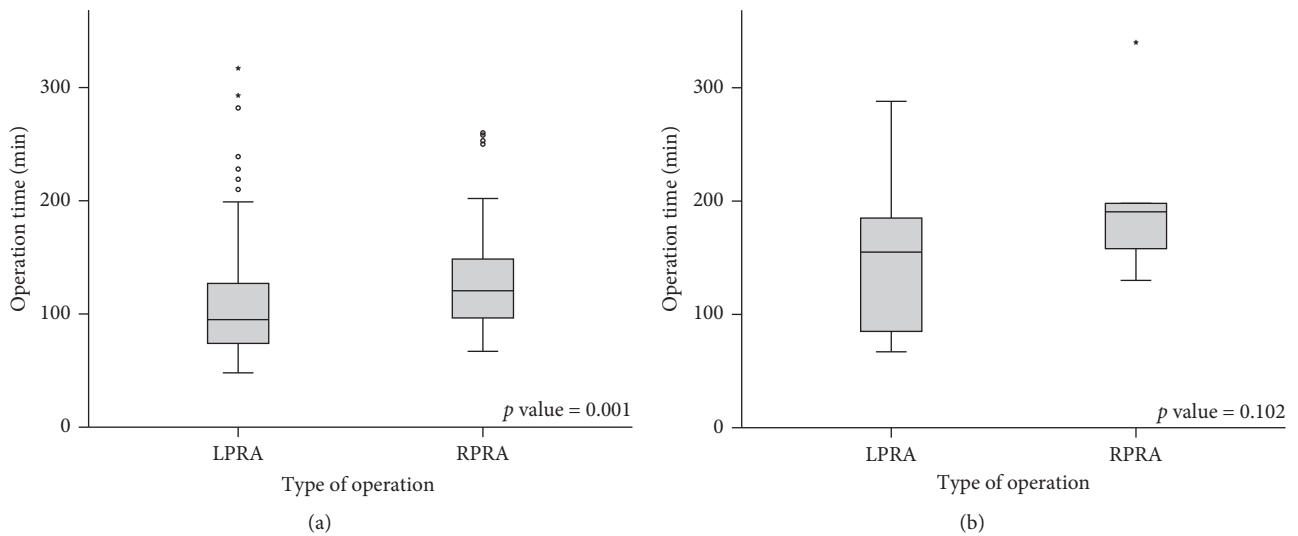 Operation time (min)
300
200
100
0
p value = 0.001
LPRA
RPRA
Type of operation
(a)
Operation time (min)
300
200
100
0
p value = 0.102
LPRA
RPRA
Type of operation
(b)